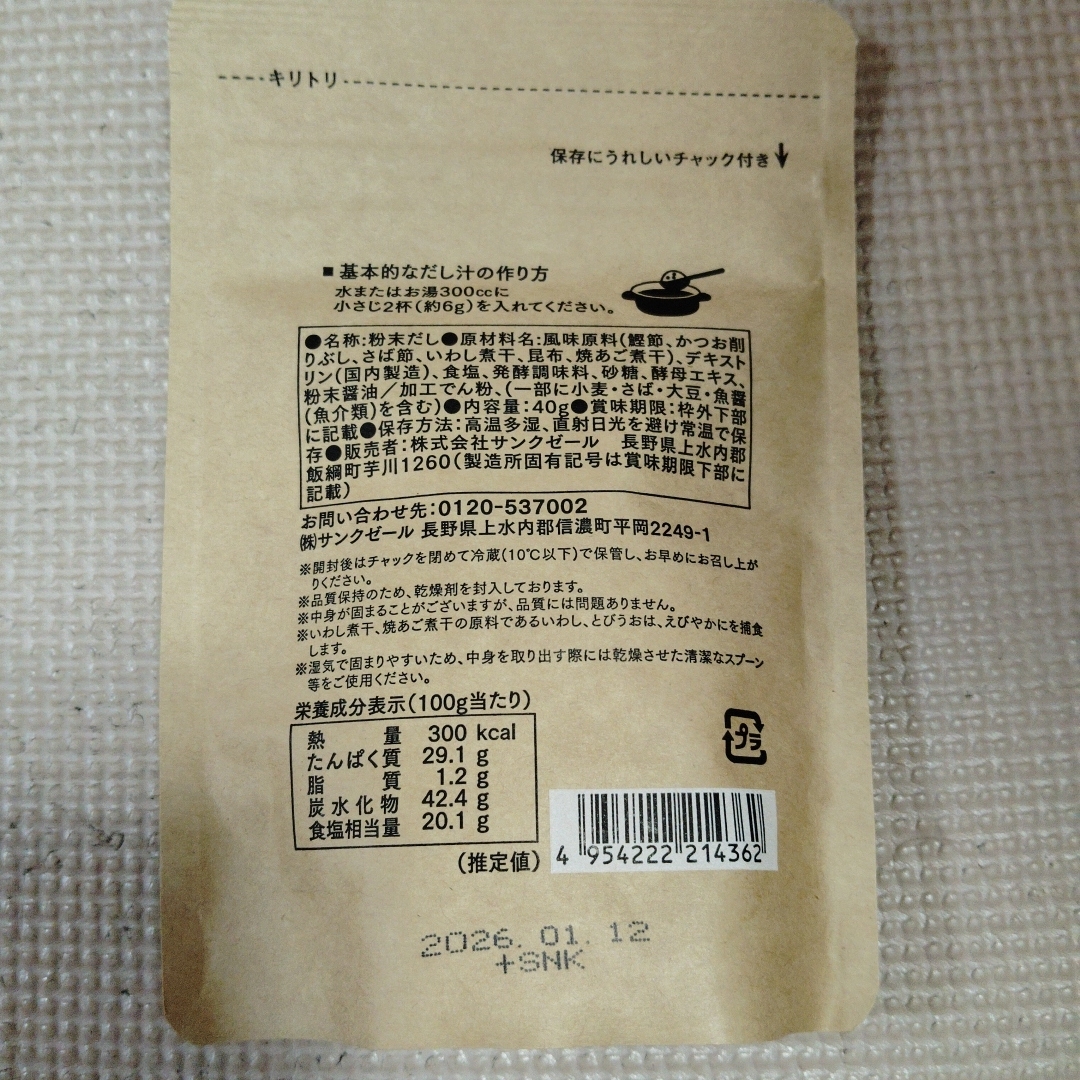 キリトリ
保存にうれしいチャック付き↓
■ 基本的なだし汁の作り方
水またはお湯300ccに
小さじ2杯(約6g)を入れてください。
●名称:粉末だし●原材料名:風味原料(鰹節、かつお削
りぶし、さば節、いわし煮干、昆布、焼あご煮干)、デキスト
リン(国内製造)、食塩、発酵調味料、砂糖、酵母エキス、
粉末醤油/加工でん粉、(一部に小麦・さば・大豆・魚醤
(魚介類)を含む)●内容量:40g●賞味期限:枠外下部
に記載●保存方法:高温多湿、直射日光を避け常温で保
存●販売者:株式会社サンクゼール 長野県上水内郡
飯綱町芋川1260(製造所固有記号は賞味期限下部に
記載)
お問い合わせ先:0120-537002
㈱サンクゼール 長野県上水内郡信濃町平岡2249-1
※開封後はチャックを閉めて冷蔵(10℃以下)で保管し、お早めにお召し上が
りください。
※品質保持のため、乾燥剤を封入しております。
※中身が固まることがございますが、品質には問題ありません。
※いわし煮干、焼あご煮干の原料であるいわし、とびうおは、えびやかにを捕食
します。
※湿気で固まりやすいため、中身を取り出す際には乾燥させた清潔なスプーン
等をご使用ください。
栄養成分表示(100g当たり)
熱量 300 kcal
たんぱく質 29.1 g
脂質 1.2 g
炭水化物 42.4 g
食塩相当量 20.1 g
(推定値)
プラ
4 954222 214362
2026.01.12
+SNK